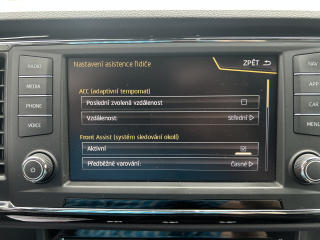 Nastavení asistence řidiče
ZPĚT
ACC (adaptivní tempomat)
Poslední zvolená vzdálenost
Vzdálenost: Střední
Front Assist (systém sledování okolí)
Aktivní
Předběžné varování: Časné
RADIO
MEDIA
PHONE
VOICE
NAV
APP
CAR
MENU